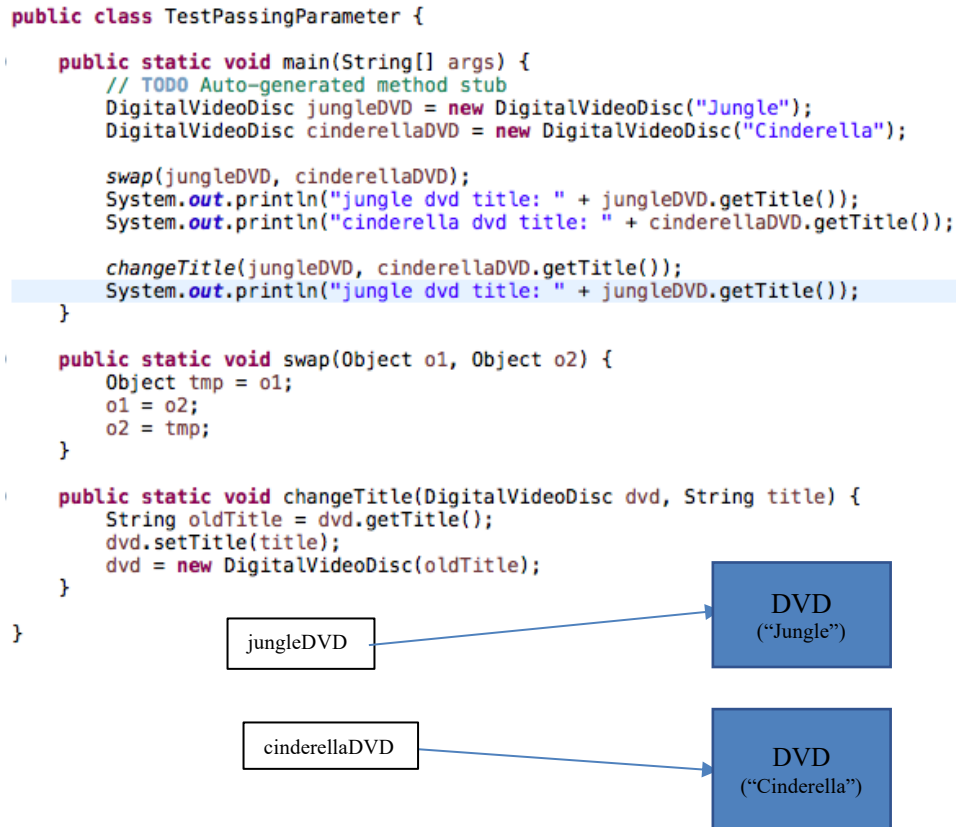 public class TestPassingParameter {
public static void main(String[] args) {
// TODO Auto-generated method stub
DigitalVideoDisc jungleDVD = new DigitalVideoDisc("Jungle");
DigitalVideoDisc cinderellaDVD = new DigitalVideoDisc("Cinderella");
swap(jungleDVD, cinderellaDVD);
System.out.println("jungle dvd title: " + jungleDVD.getTitle());
System.out.println("cinderella dvd title: " + cinderellaDVD.getTitle());
changeTitle(jungleDVD, cinderellaDVD.getTitle());
System.out.println("jungle dvd title: " + jungleDVD.getTitle());
}
public static void swap(Object o1, Object o2) {
Object tmp = o1;
o1 = o2;
o2 = tmp;
}
public static void changeTitle(DigitalVideoDisc dvd, String title) {
String oldTitle = dvd.getTitle();
dvd.setTitle(title);
dvd = new DigitalVideoDisc(oldTitle);
}
}
jungleDVD
DVD
(“Jungle”)
cinderellaDVD
DVD
(“Cinderella”)